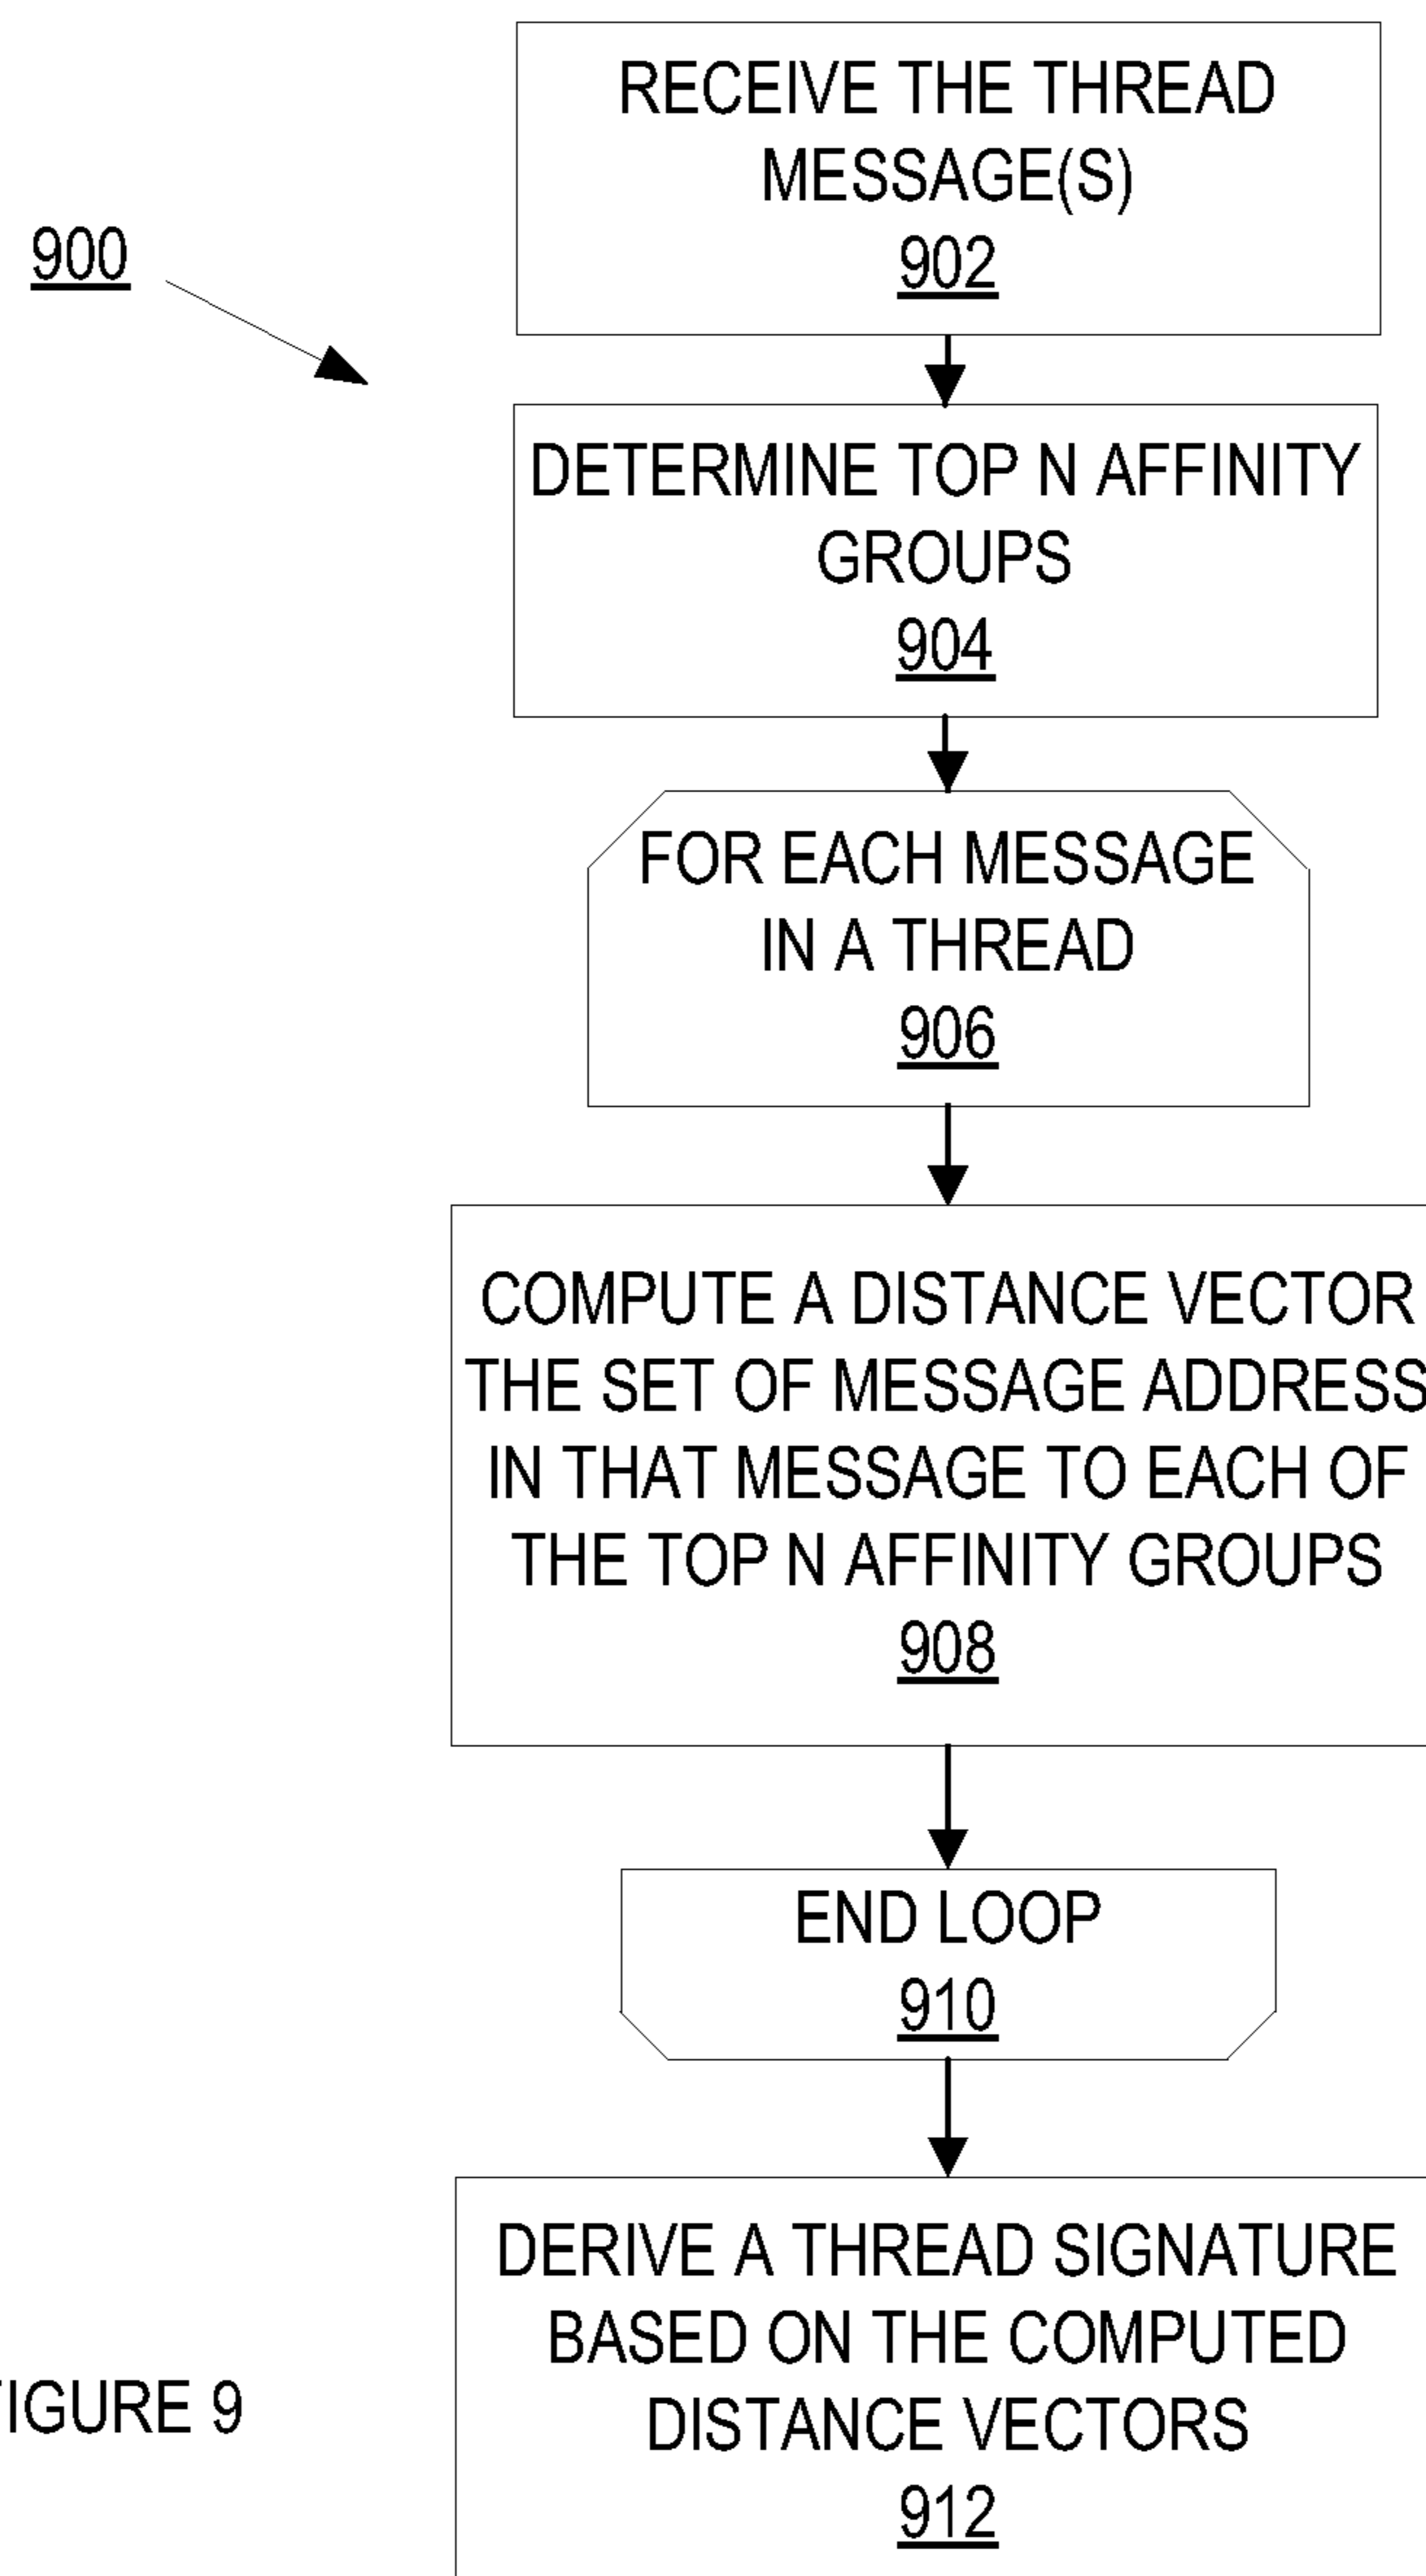 RECEIVE THE THREAD
MESSAGE(S)
902
900
DETERMINE TOP N AFFINITY
GROUPS
904
FOR EACH MESSAGE
IN A THREAD
906
COMPUTE A DISTANCE VECTOR
THE SET OF MESSAGE ADDRESS
IN THAT MESSAGE TO EACH OF
THE TOP N AFFINITY GROUPS
908
END LOOP
910
DERIVE A THREAD SIGNATURE
BASED ON THE COMPUTED
DISTANCE VECTORS
912
FIGURE 9